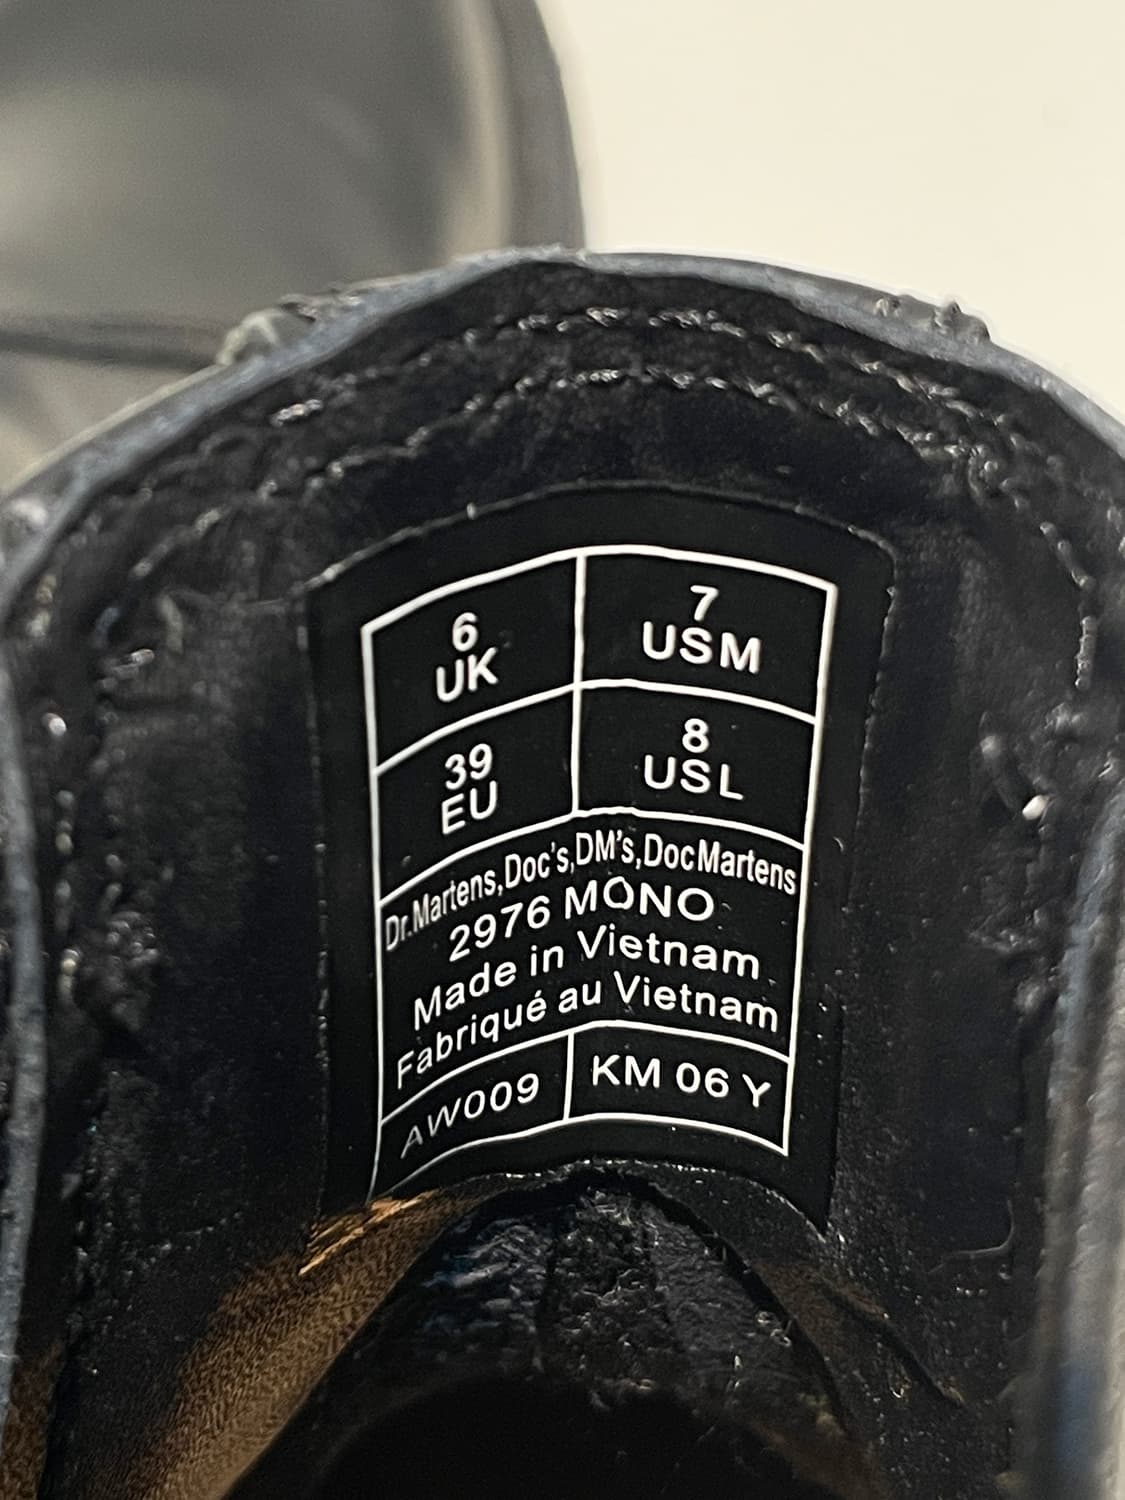 6
UK
7
USM
39
EU
8
USL
Dr.Martens,Doc's,DM's,DocMartens
2976 MONO
Made in Vietnam
Fabriqué au Vietnam
AW009
KM 06 Y